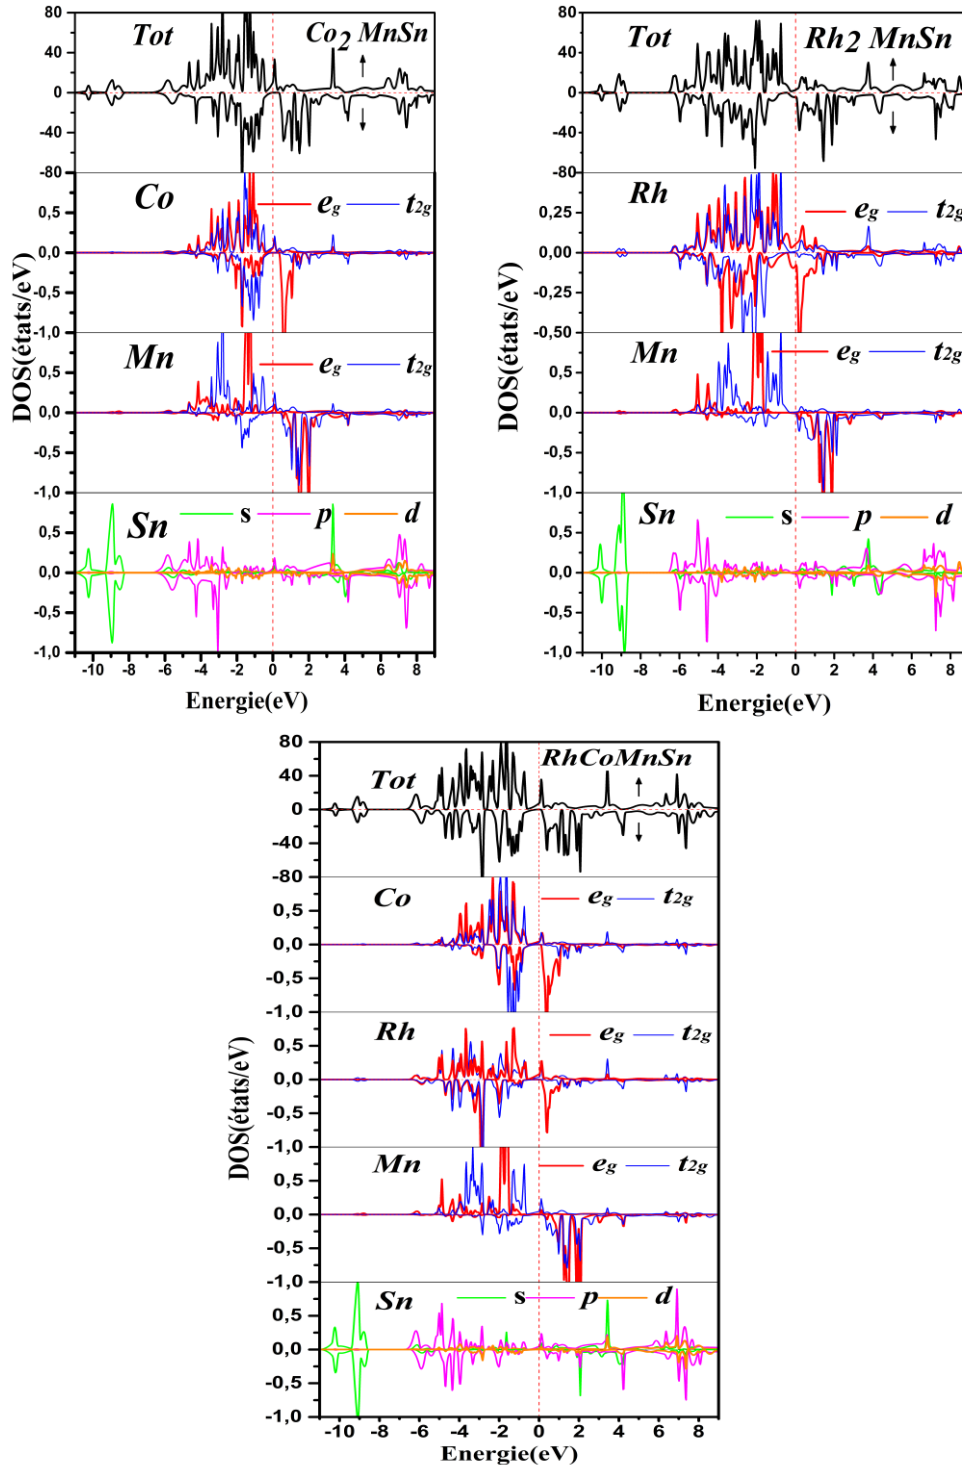 80
40
0
-40
-80
Tot
Co2 MnSn
Co
eg
t2g
0,5
0,0
-0,5
-1,0
Mn
eg
t2g
0,5
0,0
-0,5
-1,0
Sn
s
p
d
0,5
0,0
-0,5
-1,0
-10 -8 -6 -4 -2 0 2 4 6 8
Energie(eV)
DOS(états/eV)
80
40
0
-40
-80
Tot
Rh2 MnSn
Rh
eg
t2g
0,25
0,00
-0,25
-0,50
Mn
eg
t2g
0,5
0,0
-0,5
-1,0
Sn
s
p
d
0,5
0,0
-0,5
-1,0
-10 -8 -6 -4 -2 0 2 4 6 8
Energie(eV)
DOS(états/eV)
80
40
0
-40
-80
Tot
RhCoMnSn
Co
eg
t2g
0,5
0,0
-0,5
-1,0
Rh
eg
t2g
0,5
0,0
-0,5
-1,0
Mn
eg
t2g
0,5
0,0
-0,5
-1,0
Sn
s
p
d
0,5
0,0
-0,5
-1,0
-10 -8 -6 -4 -2 0 2 4 6 8
Energie(eV)
DOS(états/eV)